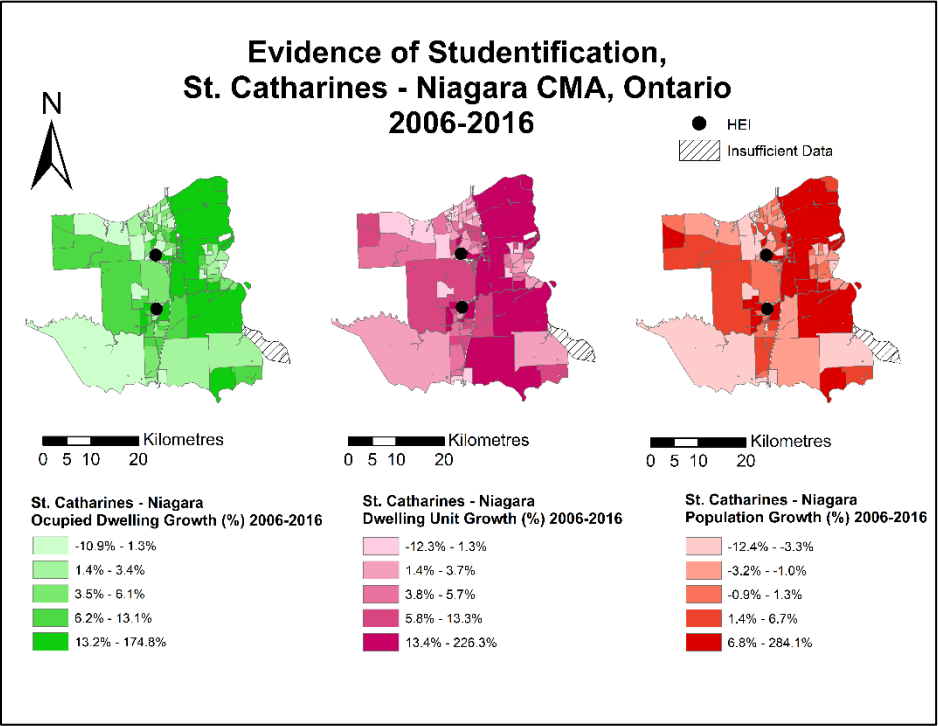 Evidence of Studentification,
St. Catharines - Niagara CMA, Ontario
2006-2016
N
HEI
Insufficient Data
Kilometres
0 5 10 20
Kilometres
0 5 10 20
Kilometres
0 5 10 20
St. Catharines - Niagara
Ocupied Dwelling Growth (%) 2006-2016
-10.9% - 1.3%
1.4% - 3.4%
3.5% - 6.1%
6.2% - 13.1%
13.2% - 174.8%
St. Catharines - Niagara
Dwelling Unit Growth (%) 2006-2016
-12.3% - 1.3%
1.4% - 3.7%
3.8% - 5.7%
5.8% - 13.3%
13.4% - 226.3%
St. Catharines - Niagara
Population Growth (%) 2006-2016
-12.4% - -3.3%
-3.2% - -1.0%
-0.9% - 1.3%
1.4% - 6.7%
6.8% - 284.1%